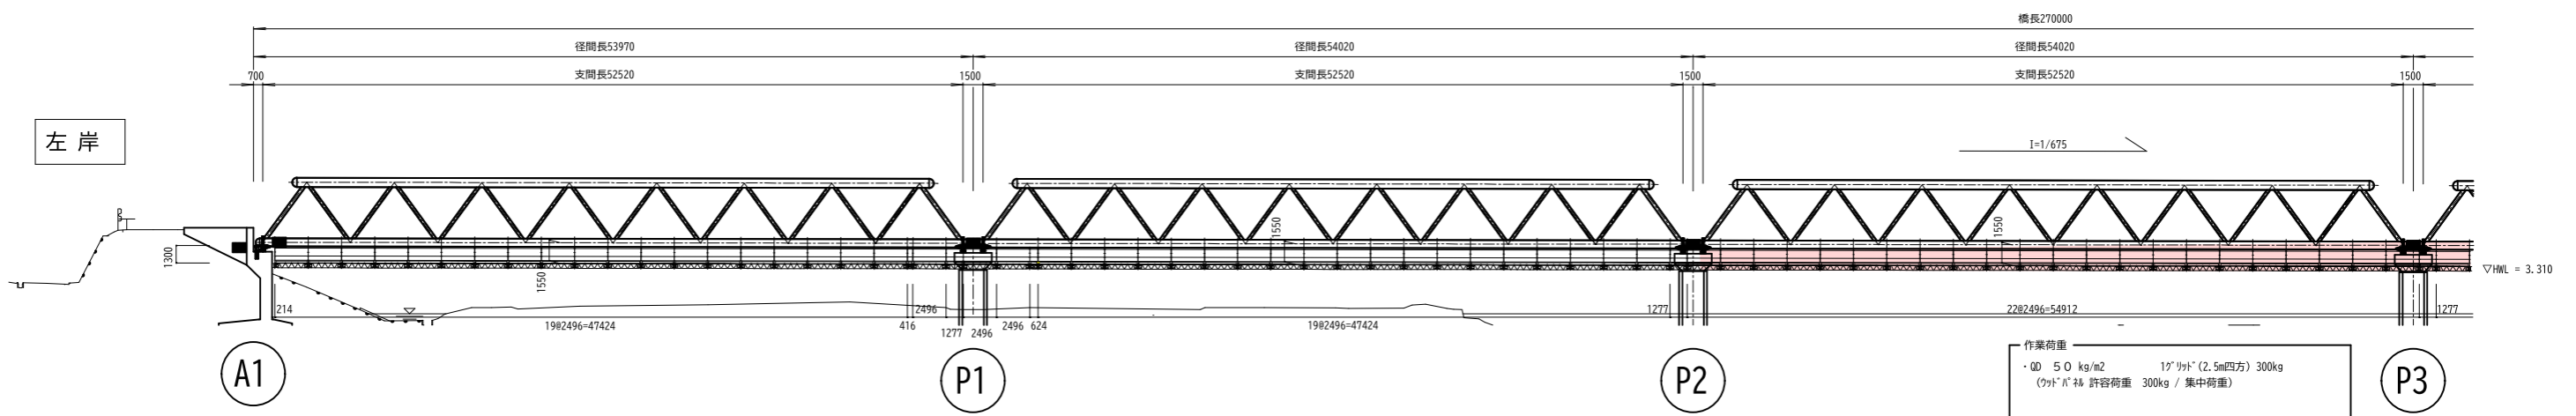 橋長270000
径間長53970
径間長54020
径間長54020
700
支間長52520
1500
支間長52520
1500
支間長52520
1500
左岸
I=1/675
1300
1550
1550
1550
▽HWL = 3.310
214
19@2496=47424
416
2496
1277
2496
2496
624
19@2496=47424
1277
22@2496=54912
1277
A1
P1
P2
P3
作業荷重
・QD 50 kg/m2 1グリッド(2.5m四方) 300kg
(ウッドパネル 許容荷重 300kg / 集中荷重)